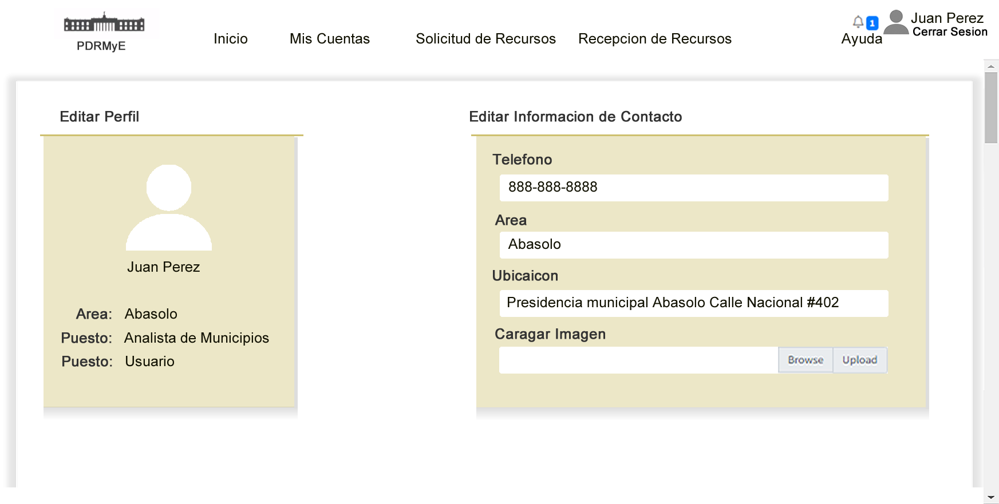 PDRMyE
Inicio
Mis Cuentas
Solicitud de Recursos
Recepcion de Recursos
1
Ayuda
Juan Perez
Cerrar Sesion
Editar Perfil
Juan Perez
Area: Abasolo
Puesto: Analista de Municipios
Puesto: Usuario
Editar Informacion de Contacto
Telefono
888-888-8888
Area
Abasolo
Ubicaicon
Presidencia municipal Abasolo Calle Nacional #402
Caragar Imagen
Browse Upload